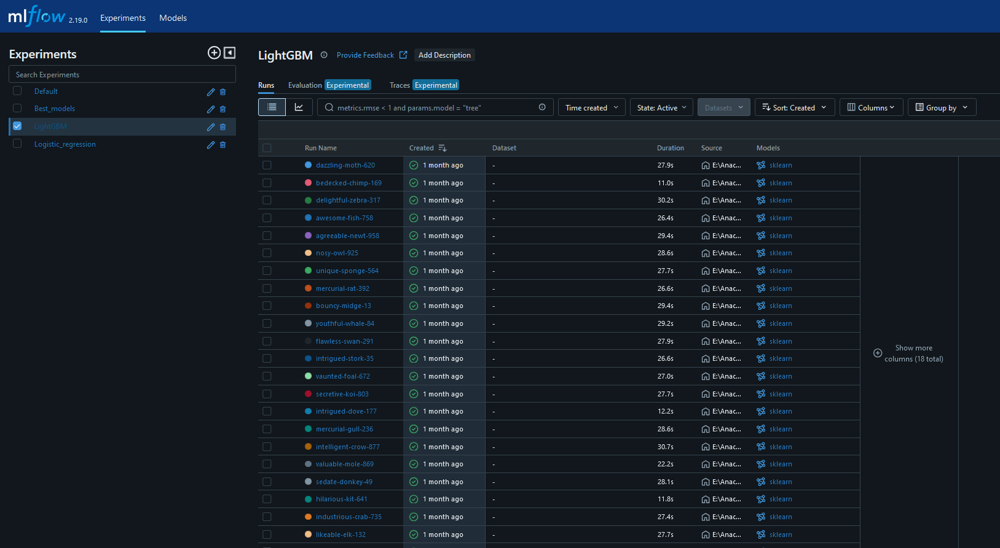 mlflow 2.19.0 Experiments Models
Experiments
Search Experiments
Default
Best_models
LightGBM
Logistic_regression
LightGBM Provide Feedback Add Description
Runs Evaluation Experimental Traces Experimental
metrics.rmse < 1 and params.model = "tree" Time created State: Active Datasets Sort: Created Columns Group by
Run Name Created Dataset Duration Source Models
dazzling-moth-620 1 month ago - 27.9s E:\Anac... sklearn
bedecked-chimp-169 1 month ago - 11.0s E:\Anac... sklearn
delightful-zebra-317 1 month ago - 30.2s E:\Anac... sklearn
awesome-fish-758 1 month ago - 26.4s E:\Anac... sklearn
agreeable-newt-958 1 month ago - 29.4s E:\Anac... sklearn
nosy-owl-925 1 month ago - 28.6s E:\Anac... sklearn
unique-sponge-564 1 month ago - 27.7s E:\Anac... sklearn
mercurial-rat-392 1 month ago - 26.6s E:\Anac... sklearn
bouncy-midge-13 1 month ago - 29.4s E:\Anac... sklearn
youthful-whale-84 1 month ago - 29.2s E:\Anac... sklearn
flawless-swan-291 1 month ago - 27.9s E:\Anac... sklearn
intrigued-stork-35 1 month ago - 26.6s E:\Anac... sklearn
vaunted-foal-672 1 month ago - 27.0s E:\Anac... sklearn
secretive-koi-803 1 month ago - 27.7s E:\Anac... sklearn
intrigued-dove-177 1 month ago - 12.2s E:\Anac... sklearn
mercurial-gull-236 1 month ago - 28.6s E:\Anac... sklearn
intelligent-crow-877 1 month ago - 30.7s E:\Anac... sklearn
valuable-mole-869 1 month ago - 22.2s E:\Anac... sklearn
sedate-donkey-49 1 month ago - 28.1s E:\Anac... sklearn
hilarious-kit-641 1 month ago - 11.8s E:\Anac... sklearn
industrious-crab-735 1 month ago - 27.4s E:\Anac... sklearn
likeable-elk-132 1 month ago - 27.7s E:\Anac... sklearn
Show more
columns (18 total)